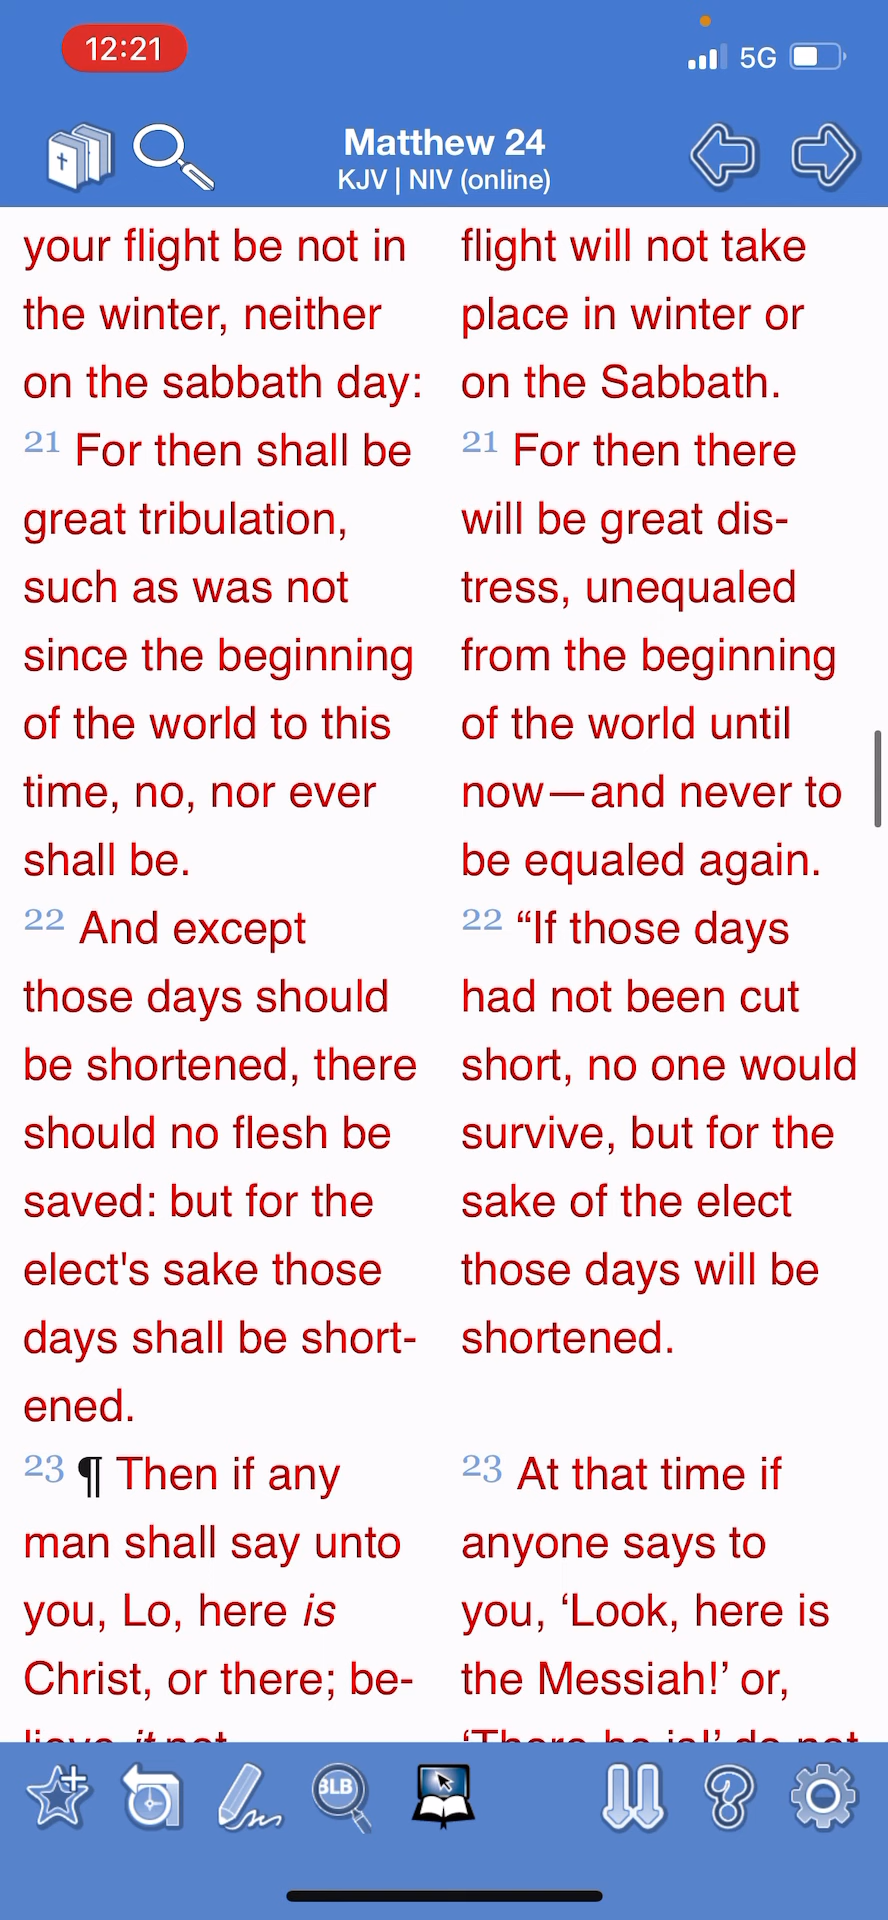 12:21
5G
Matthew 24
KJV | NIV (online)
your flight be not in
the winter, neither
on the sabbath day:
21 For then shall be
great tribulation,
such as was not
since the beginning
of the world to this
time, no, nor ever
shall be.
22 And except
those days should
be shortened, there
should no flesh be
saved: but for the
elect's sake those
days shall be short-
ened.
23 ¶ Then if any
man shall say unto
you, Lo, here is
Christ, or there; be-
lieve it not.
flight will not take
place in winter or
on the Sabbath.
21 For then there
will be great dis-
tress, unequaled
from the beginning
of the world until
now—and never to
be equaled again.
22 “If those days
had not been cut
short, no one would
survive, but for the
sake of the elect
those days will be
shortened.
23 At that time if
anyone says to
you, ‘Look, here is
the Messiah!’ or,
‘There he is!’ do not
BLB